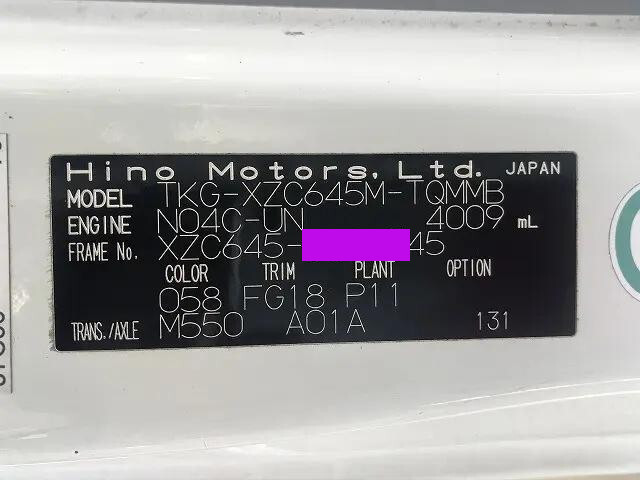 Hino Motors, Ltd. JAPAN
MODEL TKG-XZC645M-TQMMB
ENGINE N04C-UN 4009 mL
FRAME No. XZC645- 45
COLOR TRIM PLANT OPTION
058 FG18 P11
TRANS./AXLE M550 A01A 131